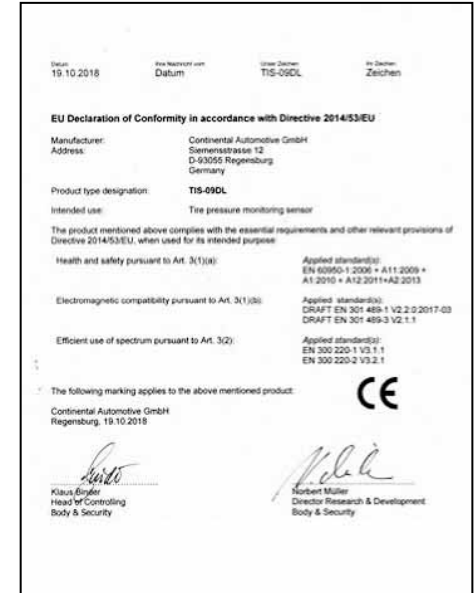 Datum Ihre Nachricht vom Unser Zeichen Ihr Zeichen
19.10.2018 Datum TIS-09DL Zeichen
EU Declaration of Conformity in accordance with Directive 2014/53/EU
Manufacturer: Continental Automotive GmbH
Address: Siemensstrasse 12
D-93055 Regensburg
Germany
Product type designation: TIS-09DL
Intended use: Tire pressure monitoring sensor
The product mentioned above complies with the essential requirements and other relevant provisions of
Directive 2014/53/EU, when used for its intended purpose:
Health and safety pursuant to Art. 3(1)(a): Applied standard(s):
EN 60950-1:2006 + A11:2009 +
A1:2010 + A12:2011+A2:2013
Electromagnetic compatibility pursuant to Art. 3(1)(b): Applied standard(s):
DRAFT EN 301 489-1 V2.2.0:2017-03
DRAFT EN 301 489-3 V2.1.1
Efficient use of spectrum pursuant to Art. 3(2): Applied standard(s):
EN 300 220-1 V3.1.1
EN 300 220-2 V3.2.1
The following marking applies to the above mentioned product: CE
Continental Automotive GmbH
Regensburg, 19.10.2018
Klaus Binder Norbert Müller
Head of Controlling Director Research & Development
Body & Security Body & Security